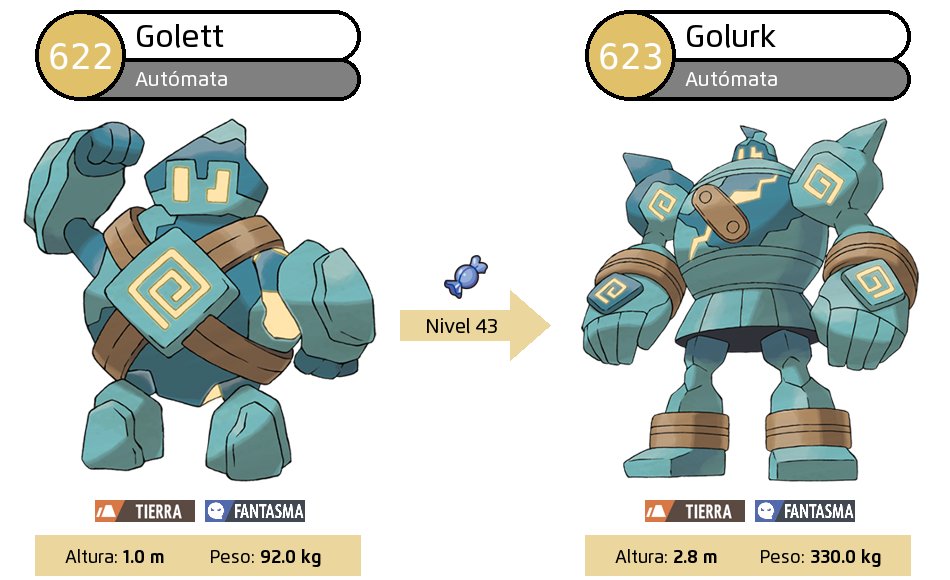 622
Golett
Autómata
623
Golurk
Autómata
Nivel 43
TIERRA
FANTASMA
TIERRA
FANTASMA
Altura: 1.0 m Peso: 92.0 kg
Altura: 2.8 m Peso: 330.0 kg